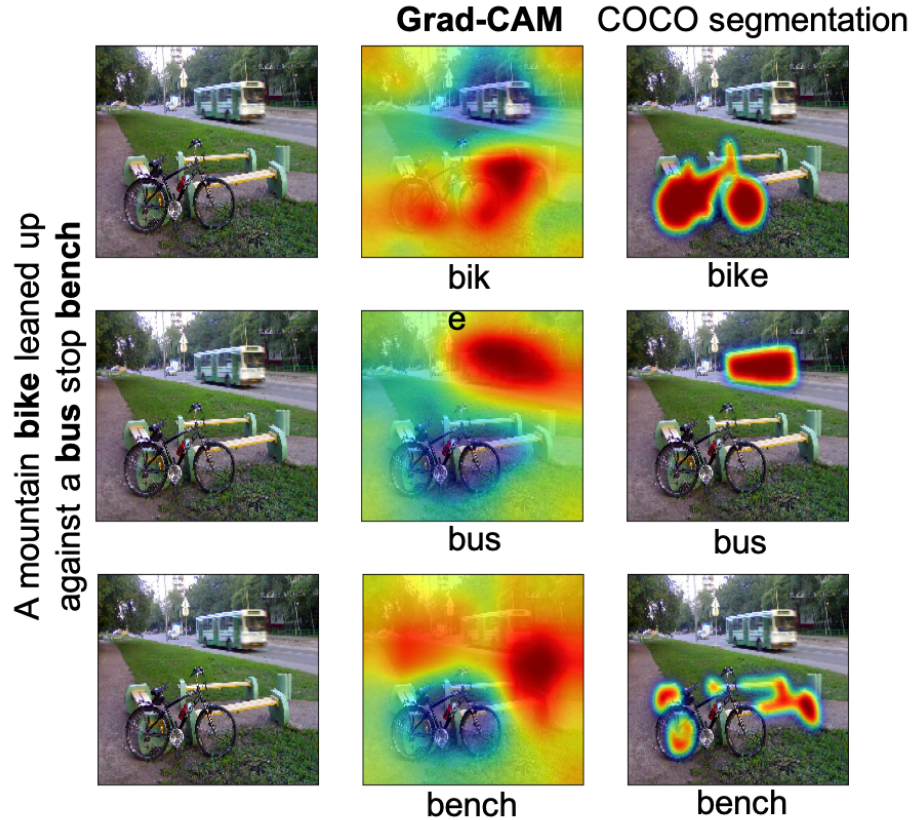 Grad-CAM COCO segmentation
A mountain bike leaned up
against a bus stop bench
bik
e
bike
bus
bus
bench
bench